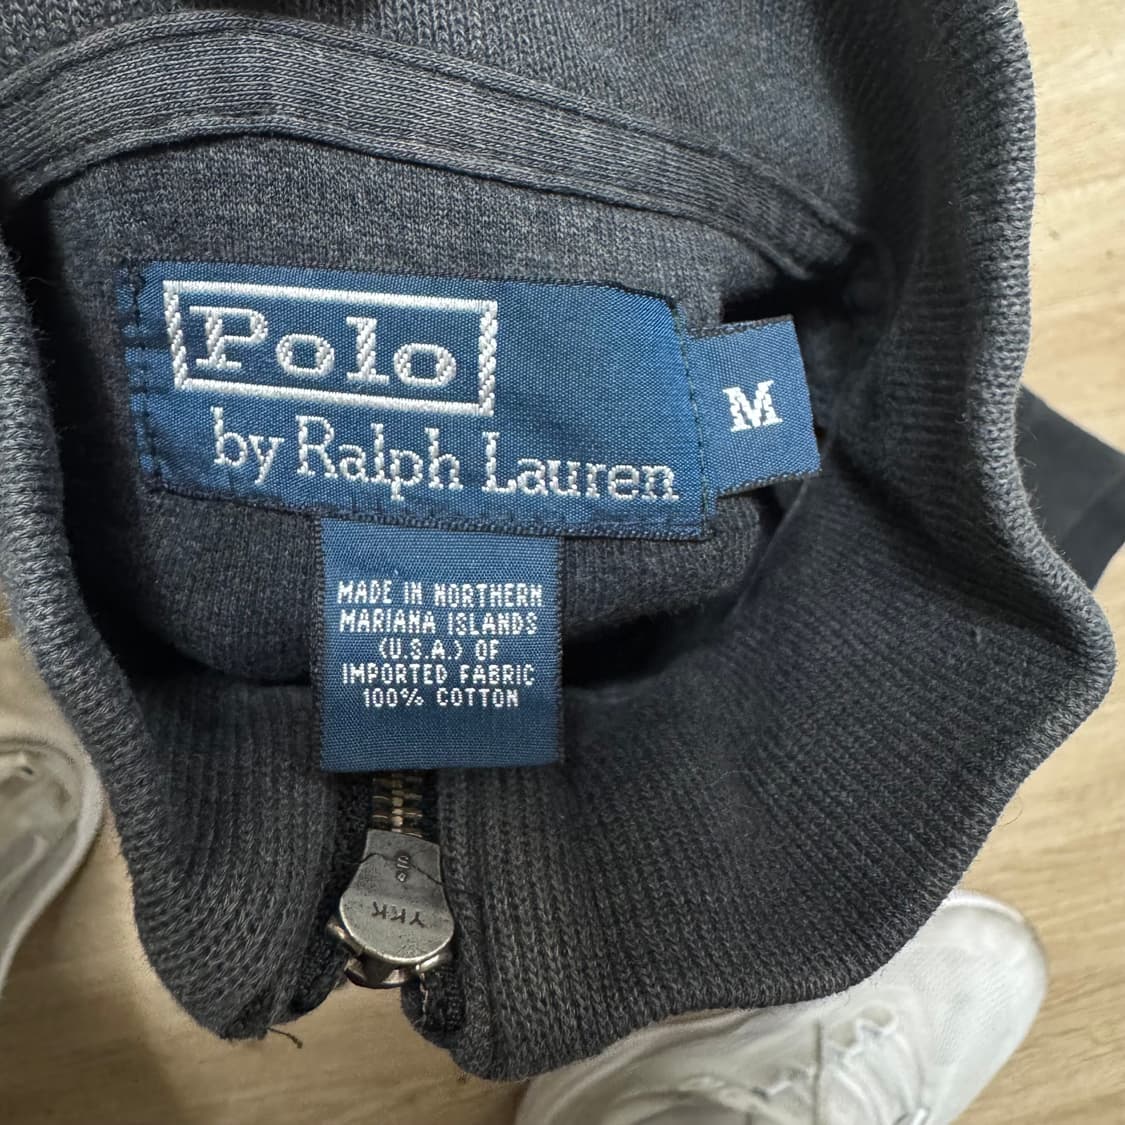 Polo
by Ralph Lauren
M
MADE IN NORTHERN
MARIANA ISLANDS
(U.S.A.) OF
IMPORTED FABRIC
100% COTTON
YKK